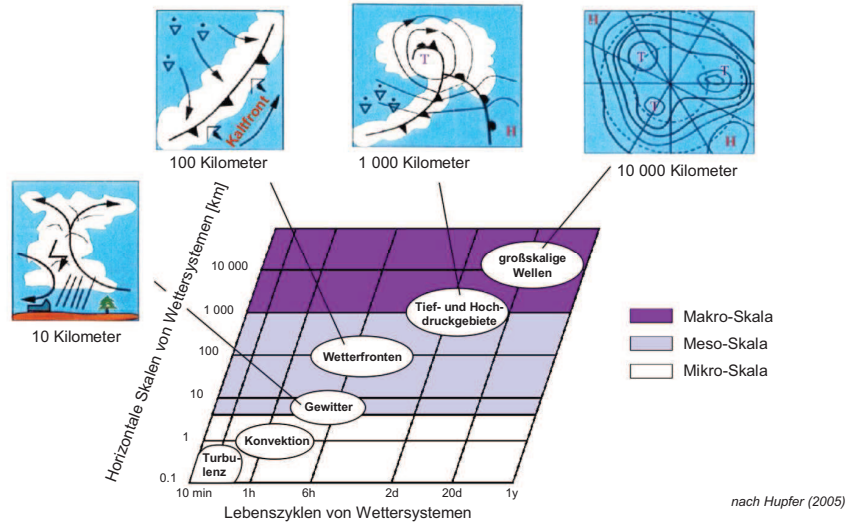 H
T
T
T
H
T
H
Kaltfront
100 Kilometer
1 000 Kilometer
10 000 Kilometer
10 Kilometer
Horizontale Skalen von Wettersystemen [km]
10 000
1 000
100
10
1
0.1
großskalige
Wellen
Tief- und Hoch-
druckgebiete
Wetterfronten
Gewitter
Konvektion
Turbu-
lenz
Makro-Skala
Meso-Skala
Mikro-Skala
10 min
1h
6h
2d
20d
1y
Lebenszyklen von Wettersystemen
nach Hupfer (2005)